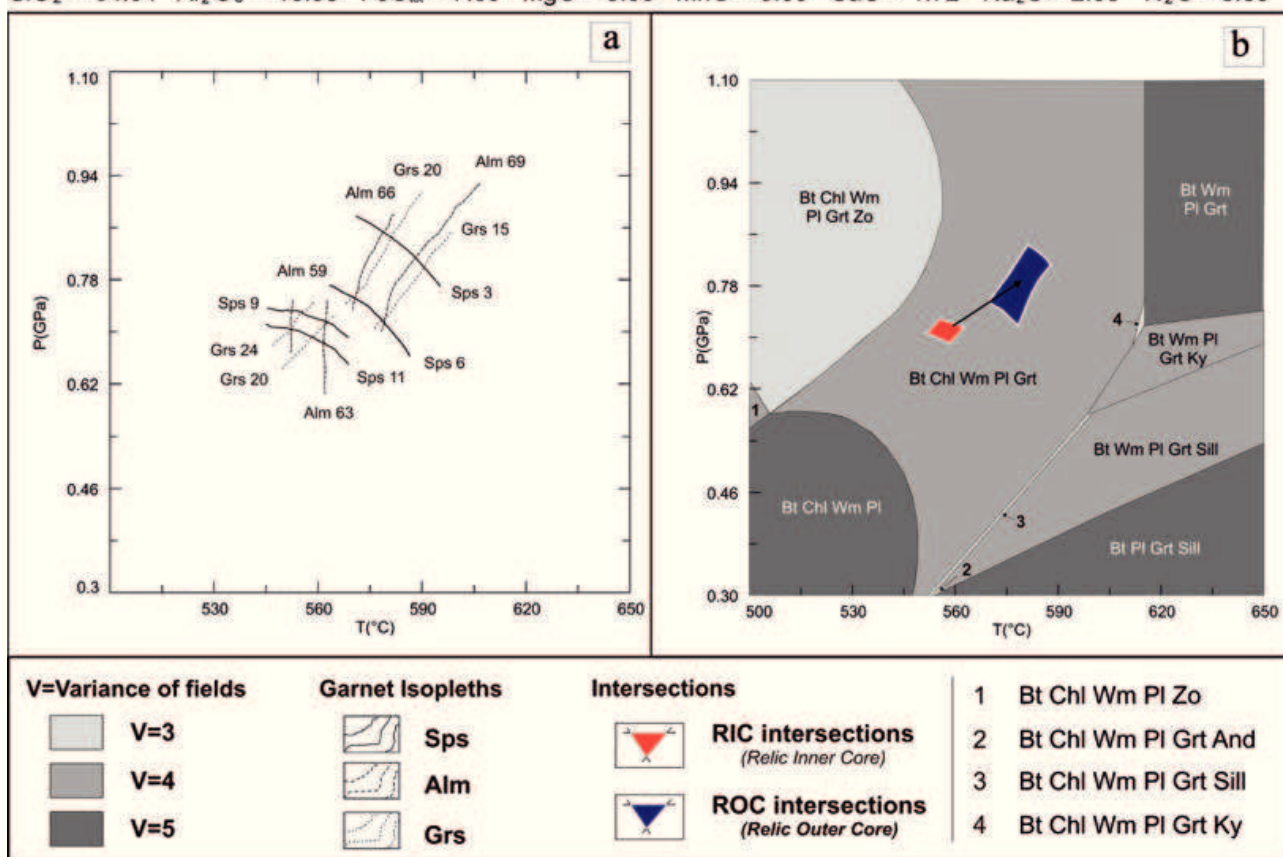 a
1.10
0.94
0.78
0.62
0.46
0.3
P(GPa)
530
560
590
620
650
T(°C)
Grs 20
Alm 69
Alm 66
Grs 15
Alm 59
Sps 9
Sps 3
Grs 24
Grs 20
Sps 11
Sps 6
Alm 63
b
1.10
0.94
0.78
0.62
0.46
0.30
P(GPa)
500
530
560
590
620
650
T(°C)
Bt Chl Wm
Pl Grt Zo
Bt Wm
Pl Grt
4
Bt Wm Pl
Grt Ky
Bt Chl Wm Pl Grt
1
Bt Wm Pl Grt Sill
Bt Chl Wm Pl
3
Bt Pl Grt Sill
2
V=Variance of fields
V=3
V=4
V=5
Garnet Isopleths
Sps
Alm
Grs
Intersections
RIC intersections
(Relic Inner Core)
ROC intersections
(Relic Outer Core)
1 Bt Chl Wm Pl Zo
2 Bt Chl Wm Pl Grt And
3 Bt Chl Wm Pl Grt Sill
4 Bt Chl Wm Pl Grt Ky